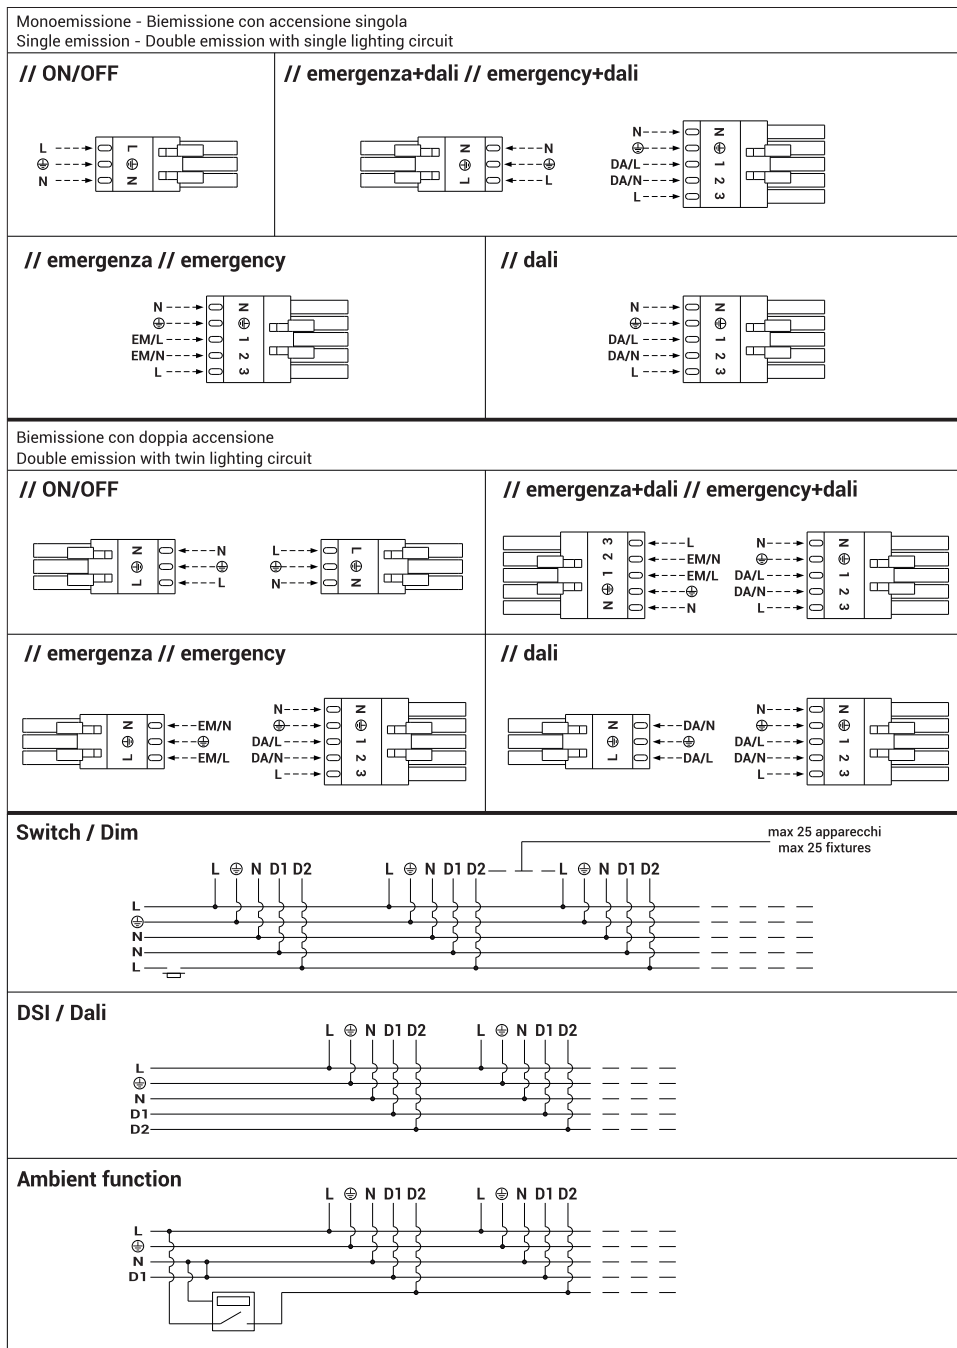 Monoemissione - Biemissione con accensione singola
Single emission - Double emission with single lighting circuit
// ON/OFF
L
N
L
N
// emergenza+dali // emergency+dali
N
L
N
L
N
DA/L
DA/N
L
N
1
2
3
// emergenza // emergency
N
EM/L
EM/N
L
N
1
2
3
// dali
N
DA/L
DA/N
L
N
1
2
3
Biemissione con doppia accensione
Double emission with twin lighting circuit
// ON/OFF
N
L
N
L
L
N
L
N
// emergenza+dali // emergency+dali
3
2
1
N
L
EM/N
EM/L
N
N
DA/L
DA/N
L
N
1
2
3
// emergenza // emergency
N
L
EM/N
EM/L
N
DA/L
DA/N
L
N
1
2
3
// dali
N
L
DA/N
DA/L
N
DA/L
DA/N
L
N
1
2
3
Switch / Dim
max 25 apparecchi
max 25 fixtures
L N D1 D2 L N D1 D2 L N D1 D2
L
N
N
L
DSI / Dali
L N D1 D2 L N D1 D2
L
N
D1
D2
Ambient function
L N D1 D2 L N D1 D2
L
N
D1